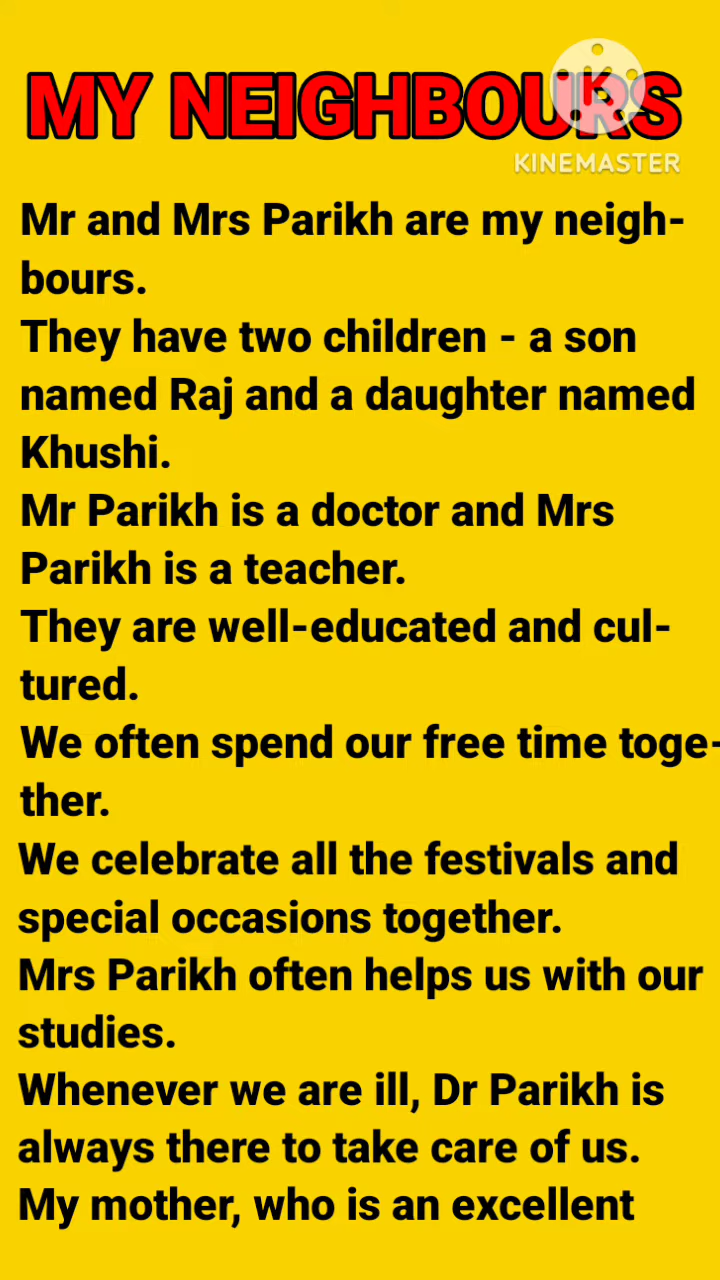 MY NEIGHBOURS
KINEMASTER
Mr and Mrs Parikh are my neigh-
bours.
They have two children - a son
named Raj and a daughter named
Khushi.
Mr Parikh is a doctor and Mrs
Parikh is a teacher.
They are well-educated and cul-
tured.
We often spend our free time toge-
ther.
We celebrate all the festivals and
special occasions together.
Mrs Parikh often helps us with our
studies.
Whenever we are ill, Dr Parikh is
always there to take care of us.
My mother, who is an excellent